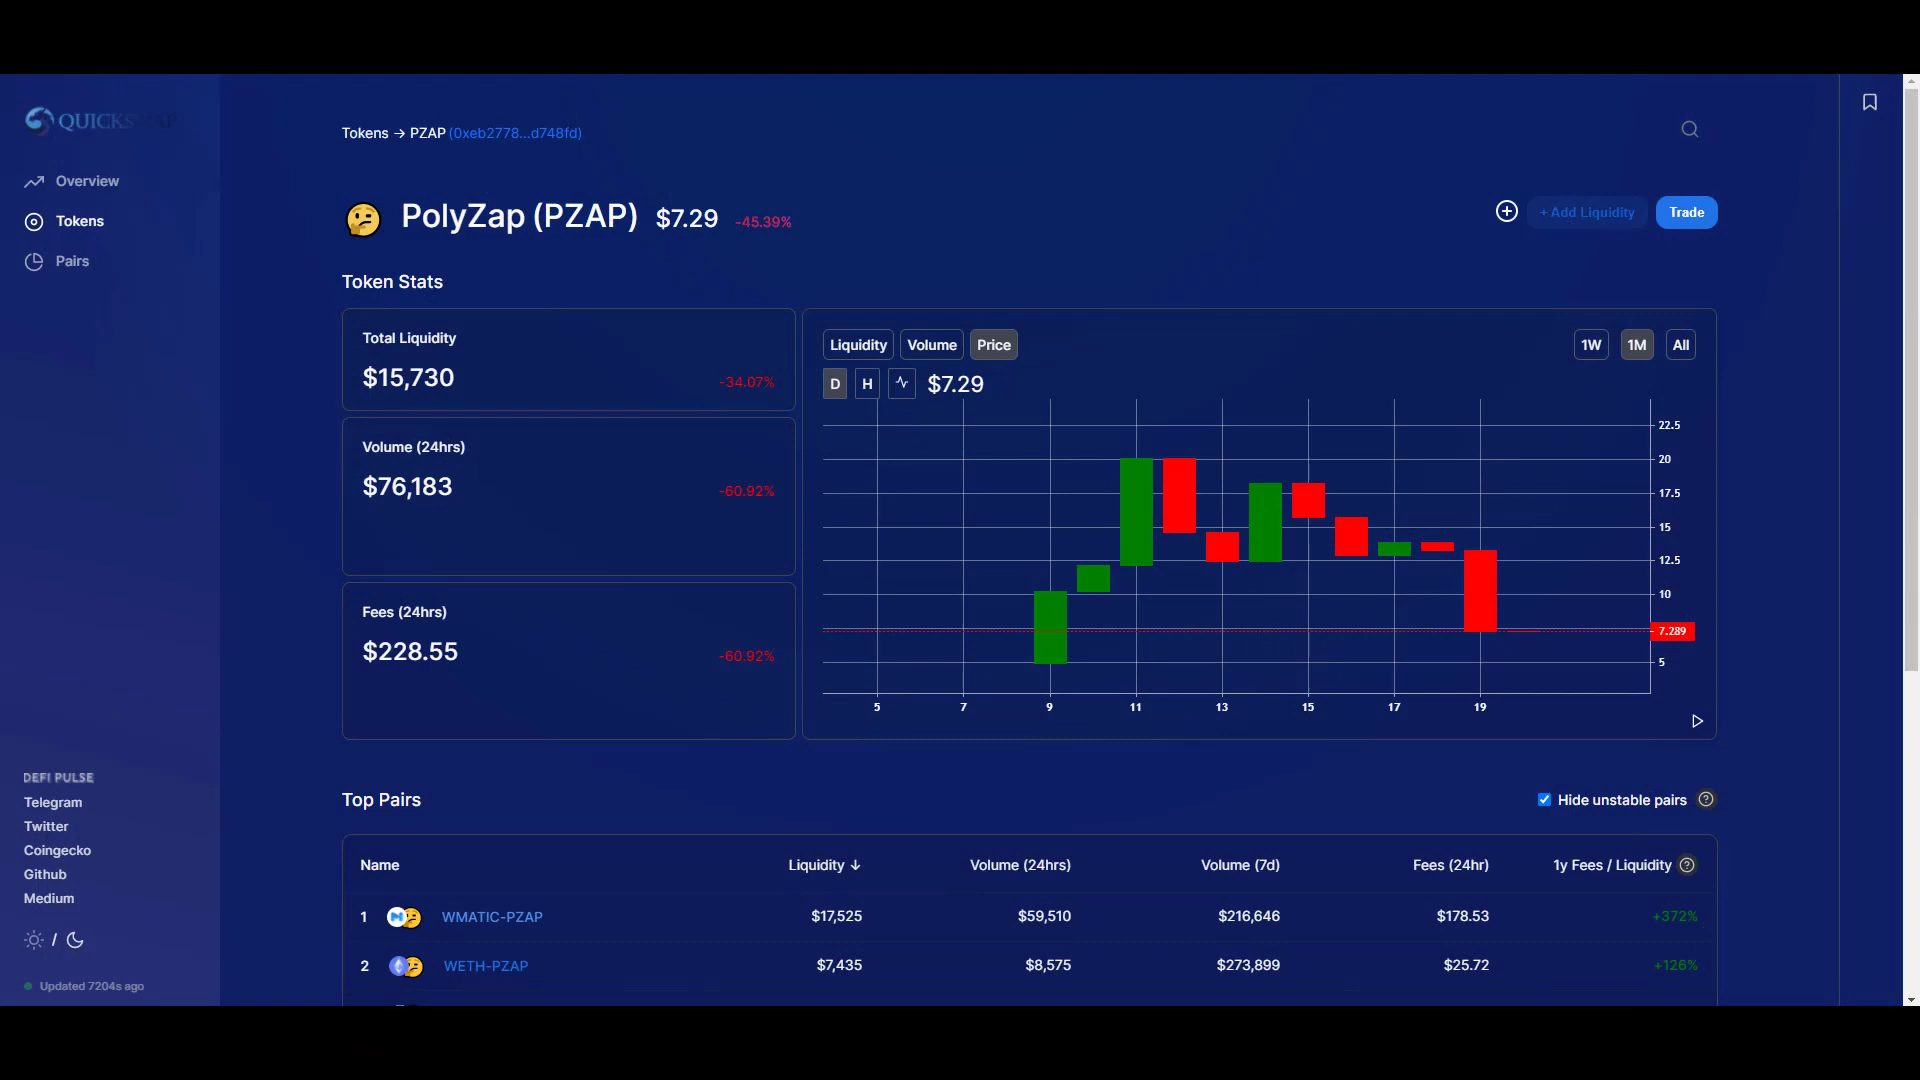 QUICKSWAP
Overview
Tokens
Pairs
DEFI PULSE
Telegram
Twitter
Coingecko
Github
Medium
/
Updated 7204s ago
Tokens → PZAP (0xeb2778...d748fd)
PolyZap (PZAP) $7.29 -45.39%
+ Add Liquidity
Trade
Token Stats
Total Liquidity
$15,730 -34.07%
Volume (24hrs)
$76,183 -60.92%
Fees (24hrs)
$228.55 -60.92%
Liquidity Volume Price
1W 1M All
D H $7.29
22.5
20
17.5
15
12.5
10
7.289
5
5 7 9 11 13 15 17 19
Top Pairs
Hide unstable pairs ?
Name Liquidity ↓ Volume (24hrs) Volume (7d) Fees (24hr) 1y Fees / Liquidity ?
1 WMATIC-PZAP $17,525 $59,510 $216,646 $178.53 +372%
2 WETH-PZAP $7,435 $8,575 $273,899 $25.72 +126%